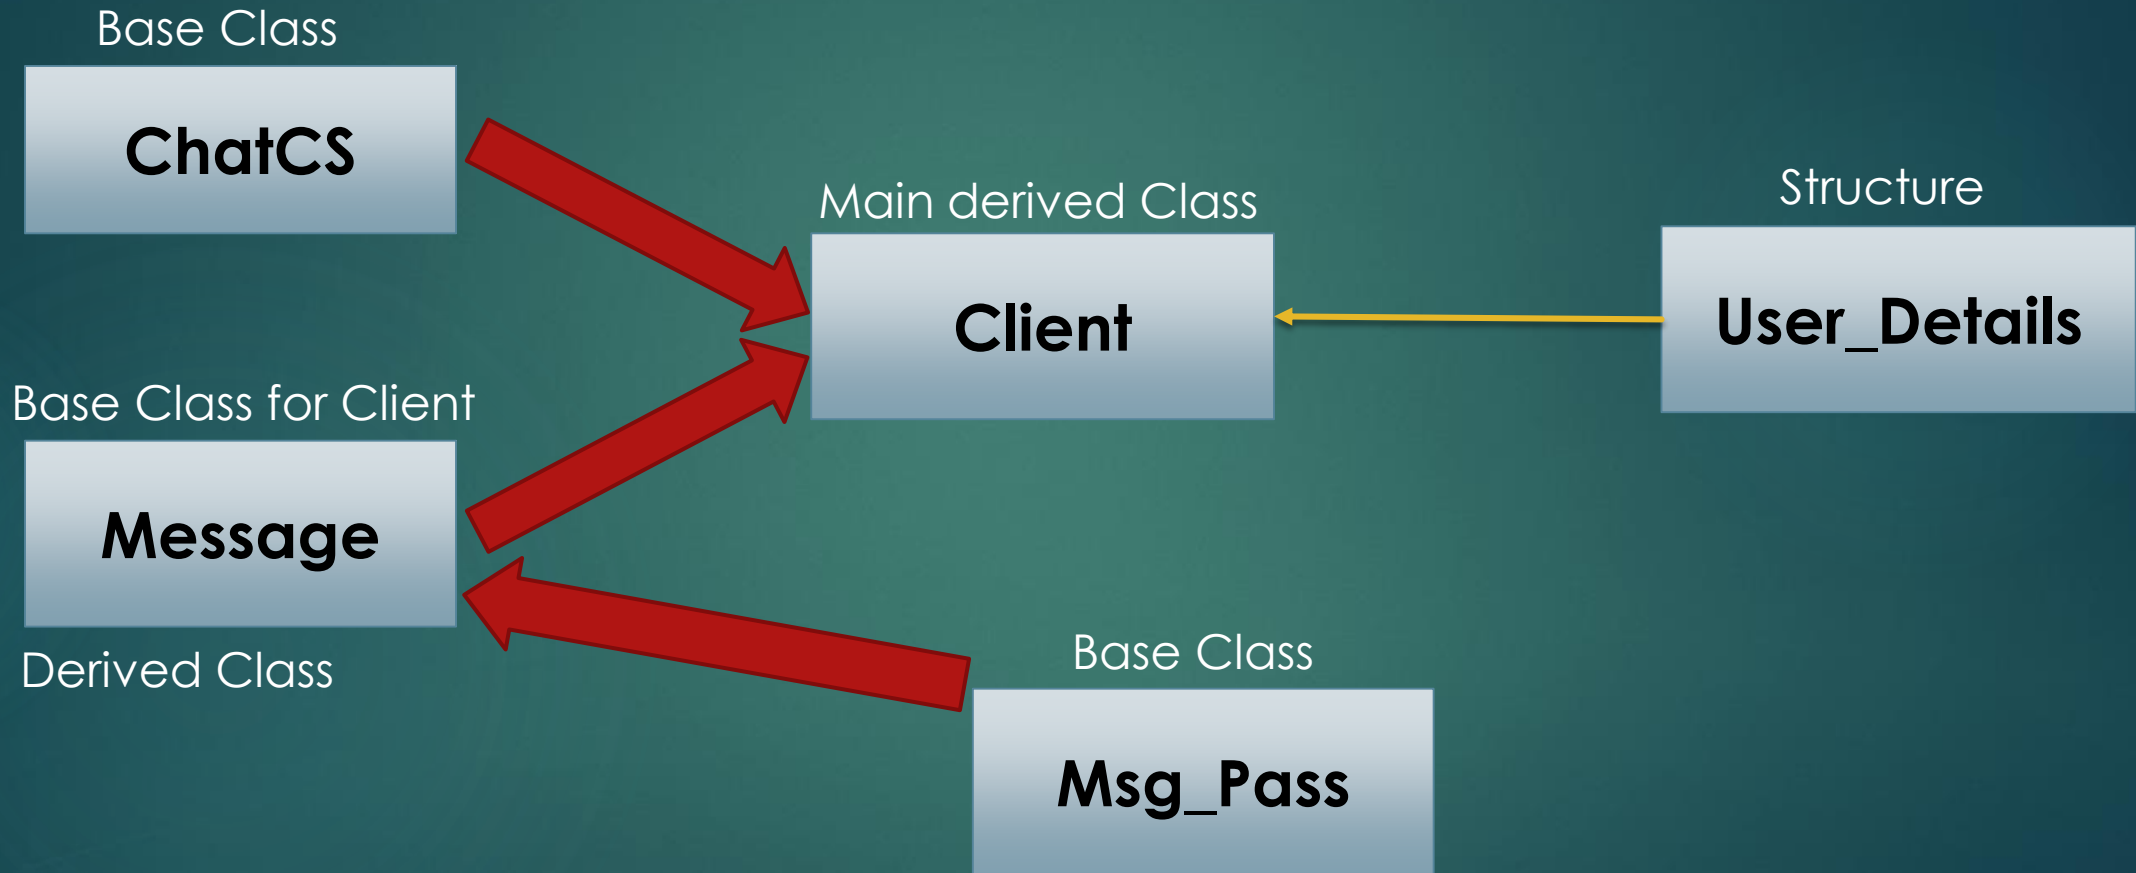 Base Class
ChatCS
Main derived Class
Client
Structure
User_Details
Base Class for Client
Message
Derived Class
Base Class
Msg_Pass